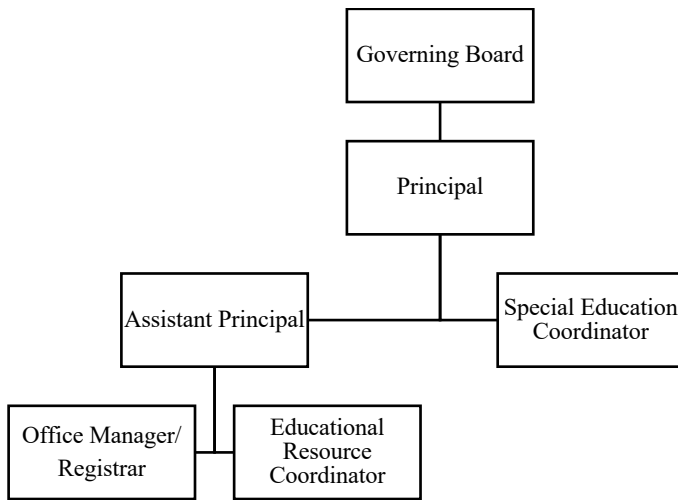 Governing Board
Principal
Assistant Principal
Special Education
Coordinator
Office Manager/
Registrar
Educational
Resource
Coordinator